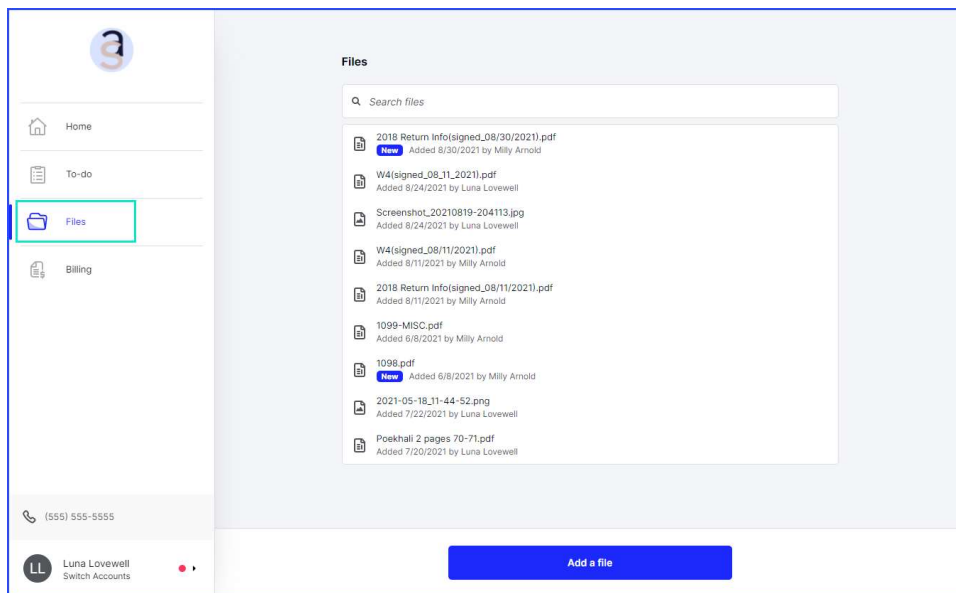 Home
To-do
Files
Billing
(555) 555-5555
LL
Luna Lovewell
Switch Accounts
Files
Search files
2018 Return Info(signed_08/30/2021).pdf
New Added 8/30/2021 by Milly Arnold
W4(signed_08_11_2021).pdf
Added 8/24/2021 by Luna Lovewell
Screenshot_20210819-204113.jpg
Added 8/24/2021 by Luna Lovewell
W4(signed_08/11/2021).pdf
Added 8/11/2021 by Milly Arnold
2018 Return Info(signed_08/11/2021).pdf
Added 8/11/2021 by Milly Arnold
1099-MISC.pdf
Added 6/8/2021 by Milly Arnold
1098.pdf
New Added 6/8/2021 by Milly Arnold
2021-05-18_11-44-52.png
Added 7/22/2021 by Luna Lovewell
Poekhali 2 pages 70-71.pdf
Added 7/20/2021 by Luna Lovewell
Add a file